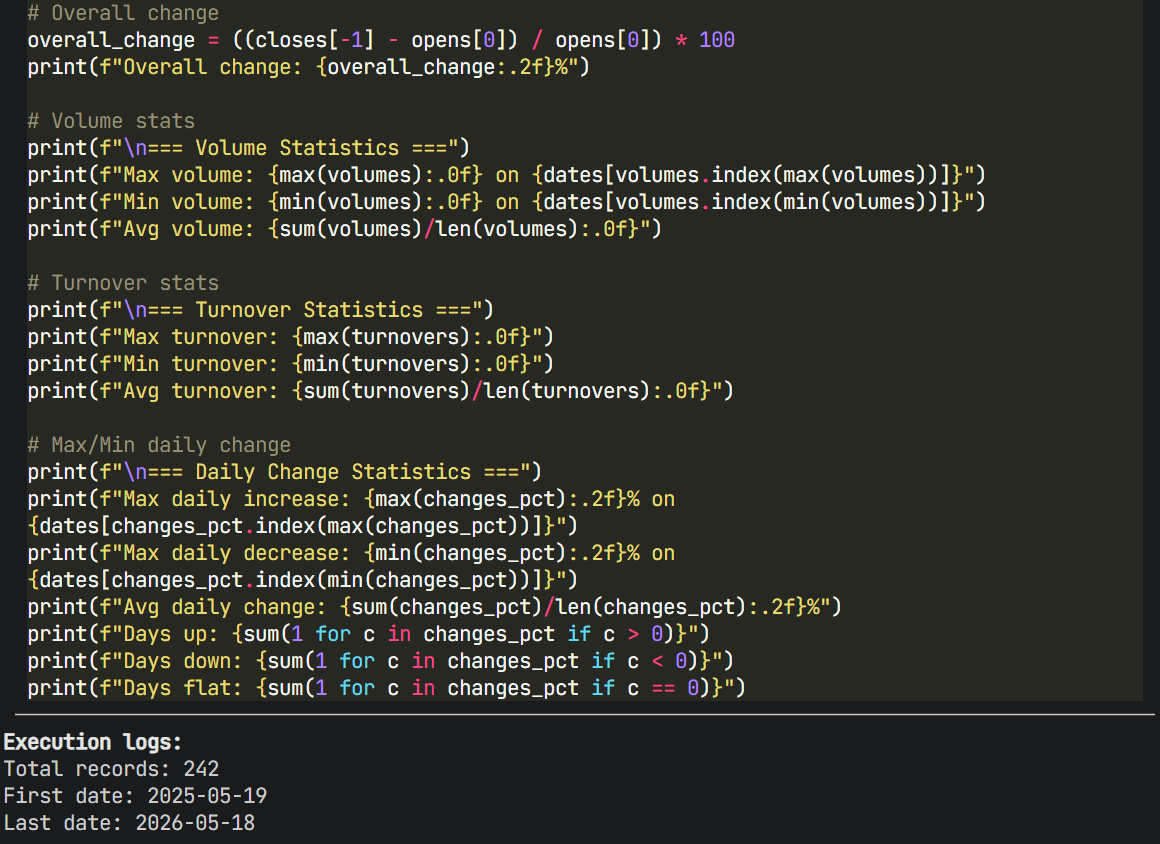 # Overall change
overall_change = ((closes[-1] - opens[0]) / opens[0]) * 100
print(f"Overall change: {overall_change:.2f}%")
# Volume stats
print(f"\n=== Volume Statistics ===")
print(f"Max volume: {max(volumes):.0f} on {dates[volumes.index(max(volumes))]}")
print(f"Min volume: {min(volumes):.0f} on {dates[volumes.index(min(volumes))]}")
print(f"Avg volume: {sum(volumes)/len(volumes):.0f}")
# Turnover stats
print(f"\n=== Turnover Statistics ===")
print(f"Max turnover: {max(turnovers):.0f}")
print(f"Min turnover: {min(turnovers):.0f}")
print(f"Avg turnover: {sum(turnovers)/len(turnovers):.0f}")
# Max/Min daily change
print(f"\n=== Daily Change Statistics ===")
print(f"Max daily increase: {max(changes_pct):.2f}% on
{dates[changes_pct.index(max(changes_pct))]}")
print(f"Max daily decrease: {min(changes_pct):.2f}% on
{dates[changes_pct.index(min(changes_pct))]}")
print(f"Avg daily change: {sum(changes_pct)/len(changes_pct):.2f}%")
print(f"Days up: {sum(1 for c in changes_pct if c > 0)}")
print(f"Days down: {sum(1 for c in changes_pct if c < 0)}")
print(f"Days flat: {sum(1 for c in changes_pct if c == 0)}")
Execution logs:
Total records: 242
First date: 2025-05-19
Last date: 2026-05-18